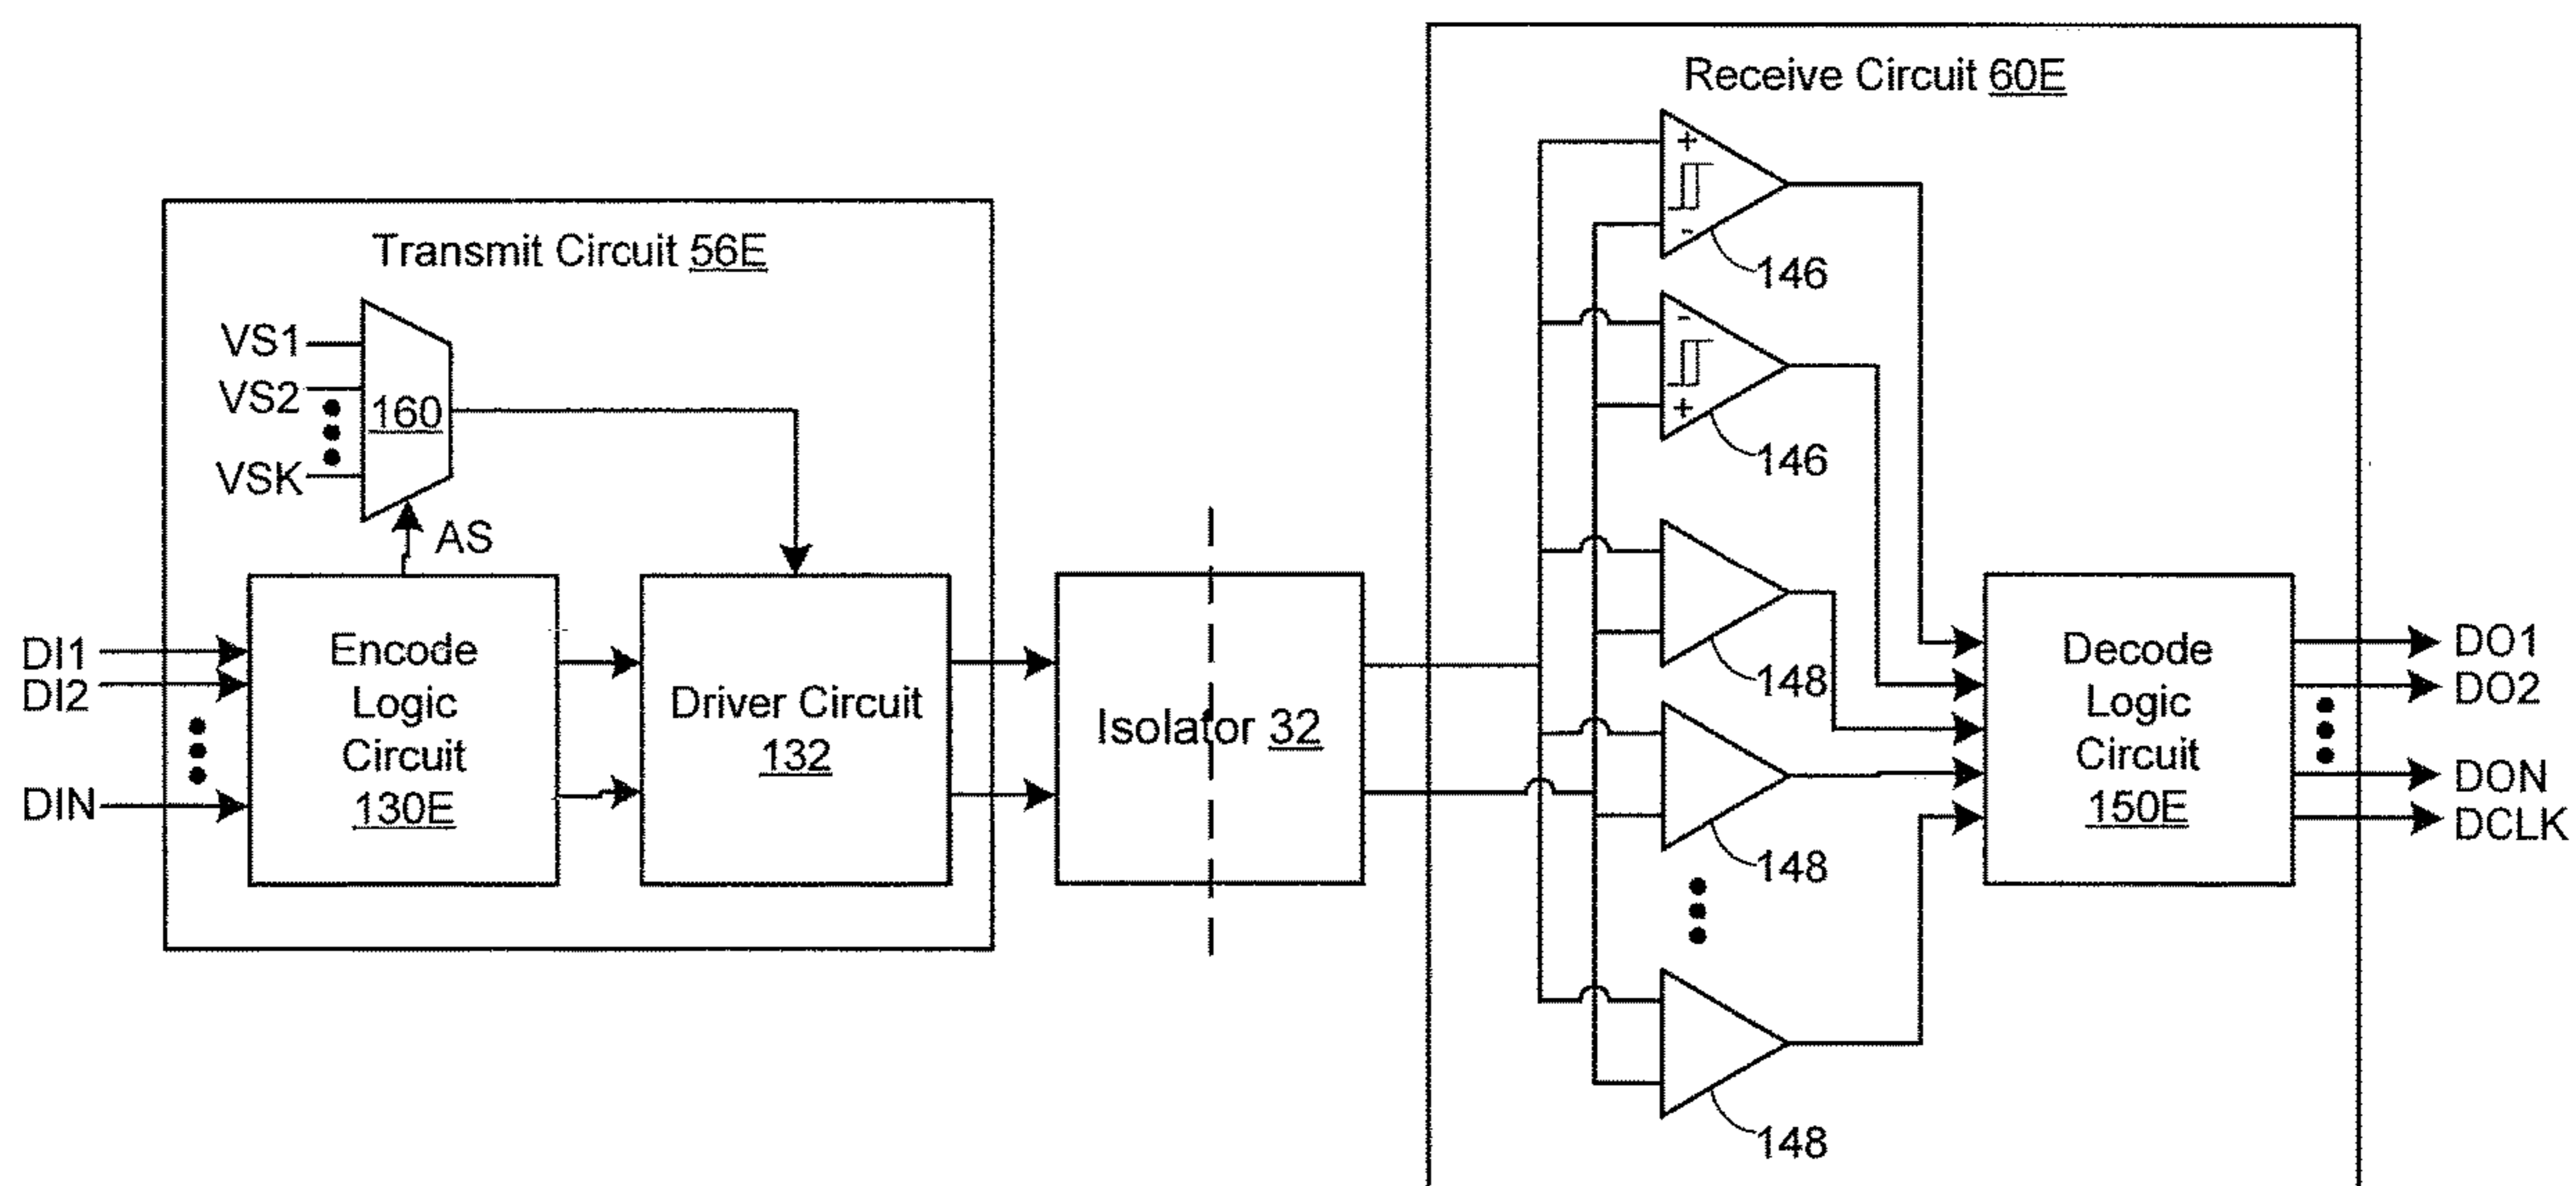 Receive Circuit 60E
Transmit Circuit 56E
+
-
146
VS1
VS2
160
VSK
-
+
146
AS
DI1
DI2
DIN
Encode
Logic
Circuit
130E
Driver Circuit
132
Isolator 32
148
148
148
Decode
Logic
Circuit
150E
DO1
DO2
DON
DCLK